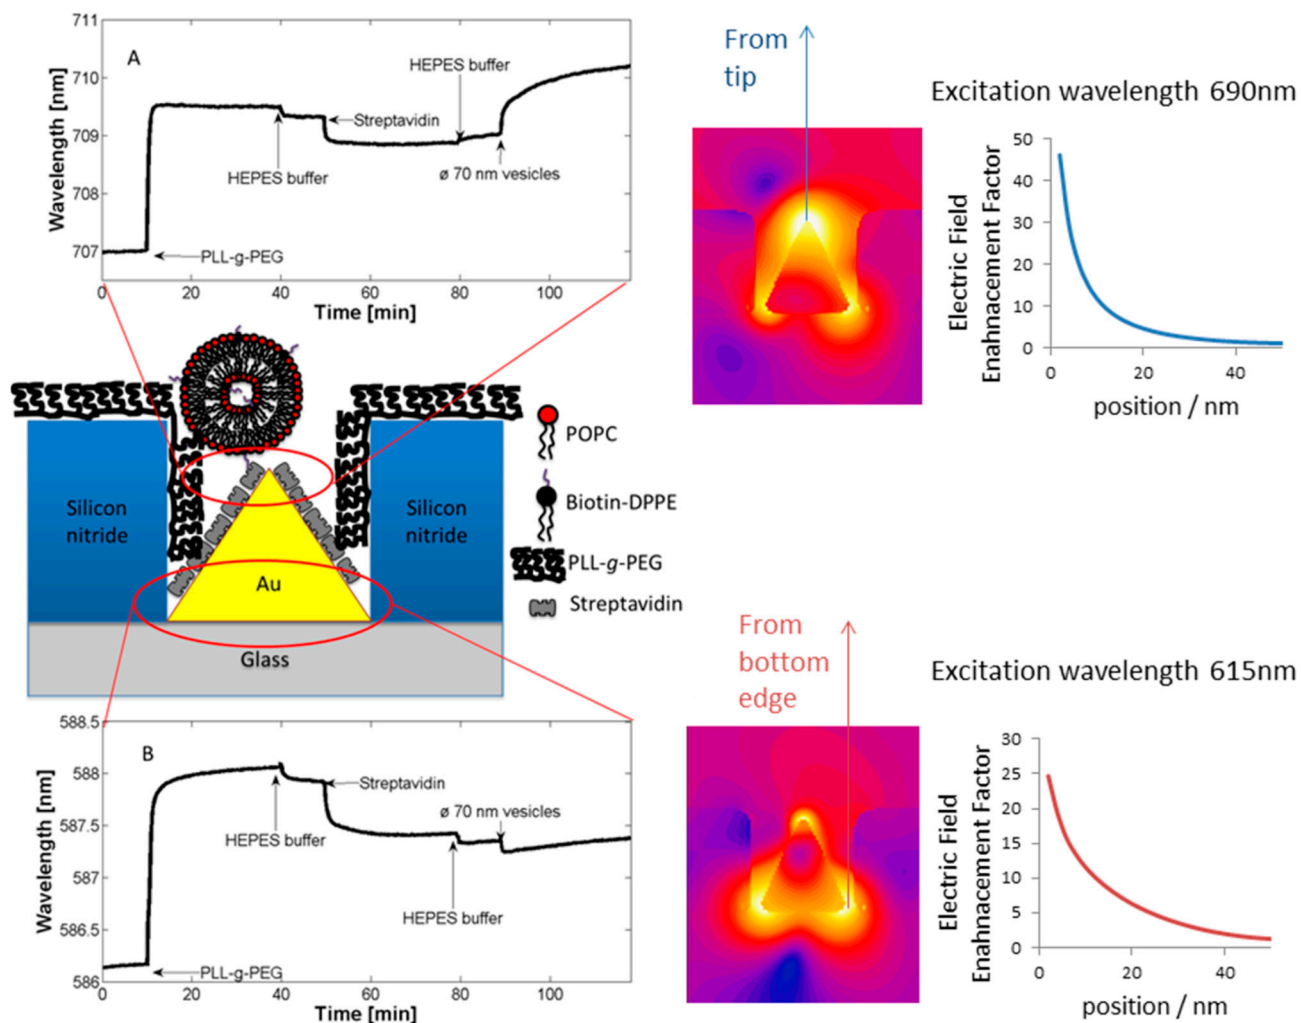 711
710
709
708
707
Wavelength [nm]
A
HEPES buffer
Streptavidin
HEPES buffer
ø 70 nm vesicles
PLL-g-PEG
0
20
40
60
80
100
Time [min]
Silicon
nitride
Silicon
nitride
Au
Glass
POPC
Biotin-DPPE
PLL-g-PEG
Streptavidin
588.5
588
587.5
587
586.5
586
Wavelength [nm]
B
Streptavidin
ø 70 nm vesicles
HEPES buffer
HEPES buffer
PLL-g-PEG
0
20
40
60
80
100
Time [min]
From
tip
Excitation wavelength 690nm
Electric Field
Enahnacement Factor
50
40
30
20
10
0
0
20
40
position / nm
From
bottom
edge
Excitation wavelength 615nm
Electric Field
Enahnacement Factor
30
25
20
15
10
5
0
0
20
40
position / nm